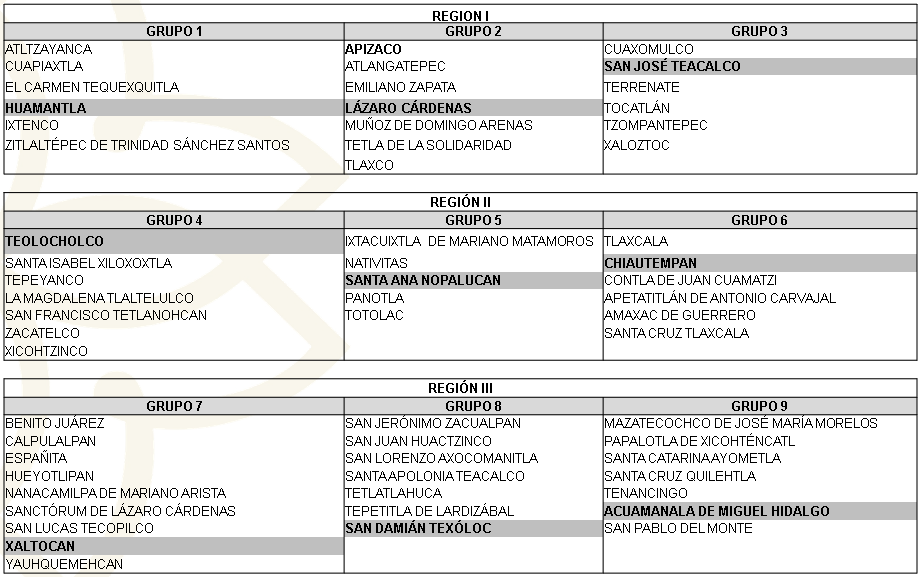 REGION I
GRUPO 1
GRUPO 2
GRUPO 3
ATLTZAYANCA
APIZACO
CUAXOMULCO
CUAPIAXTLA
ATLANGATEPEC
SAN JOSÉ TEACALCO
EL CARMEN TEQUEXQUITLA
EMILIANO ZAPATA
TERRENATE
HUAMANTLA
LÁZARO CÁRDENAS
TOCATLÁN
IXTENCO
MUÑOZ DE DOMINGO ARENAS
TZOMPANTEPEC
ZITLALTÉPEC DE TRINIDAD SÁNCHEZ SANTOS
TETLA DE LA SOLIDARIDAD
XALOZTOC
TLAXCO
REGIÓN II
GRUPO 4
GRUPO 5
GRUPO 6
TEOLOCHOLCO
IXTACUIXTLA DE MARIANO MATAMOROS
TLAXCALA
SANTA ISABEL XILOXOXTLA
NATIVITAS
CHIAUTEMPAN
TEPEYANCO
SANTA ANA NOPALUCAN
CONTLA DE JUAN CUAMATZI
LA MAGDALENA TLALTELULCO
PANOTLA
APETATITLÁN DE ANTONIO CARVAJAL
SAN FRANCISCO TETLANOHCAN
TOTOLAC
AMAXAC DE GUERRERO
ZACATELCO
SANTA CRUZ TLAXCALA
XICOHTZINCO
REGIÓN III
GRUPO 7
GRUPO 8
GRUPO 9
BENITO JUÁREZ
SAN JERÓNIMO ZACUALPAN
MAZATECOCHCO DE JOSÉ MARÍA MORELOS
CALPULALPAN
SAN JUAN HUACTZINCO
PAPALOTLA DE XICOHTÉNCATL
ESPAÑITA
SAN LORENZO AXOCOMANITLA
SANTA CATARINA AYOMETLA
HUEYOTLIPAN
SANTA APOLONIA TEACALCO
SANTA CRUZ QUILEHTLA
NANACAMILPA DE MARIANO ARISTA
TETLATLAHUCA
TENANCINGO
SANCTÓRUM DE LÁZARO CÁRDENAS
TEPETITLA DE LARDIZÁBAL
ACUAMANALA DE MIGUEL HIDALGO
SAN LUCAS TECOPILCO
SAN DAMIÁN TEXÓLOC
SAN PABLO DEL MONTE
XALTOCAN
YAUHQUEMEHCAN